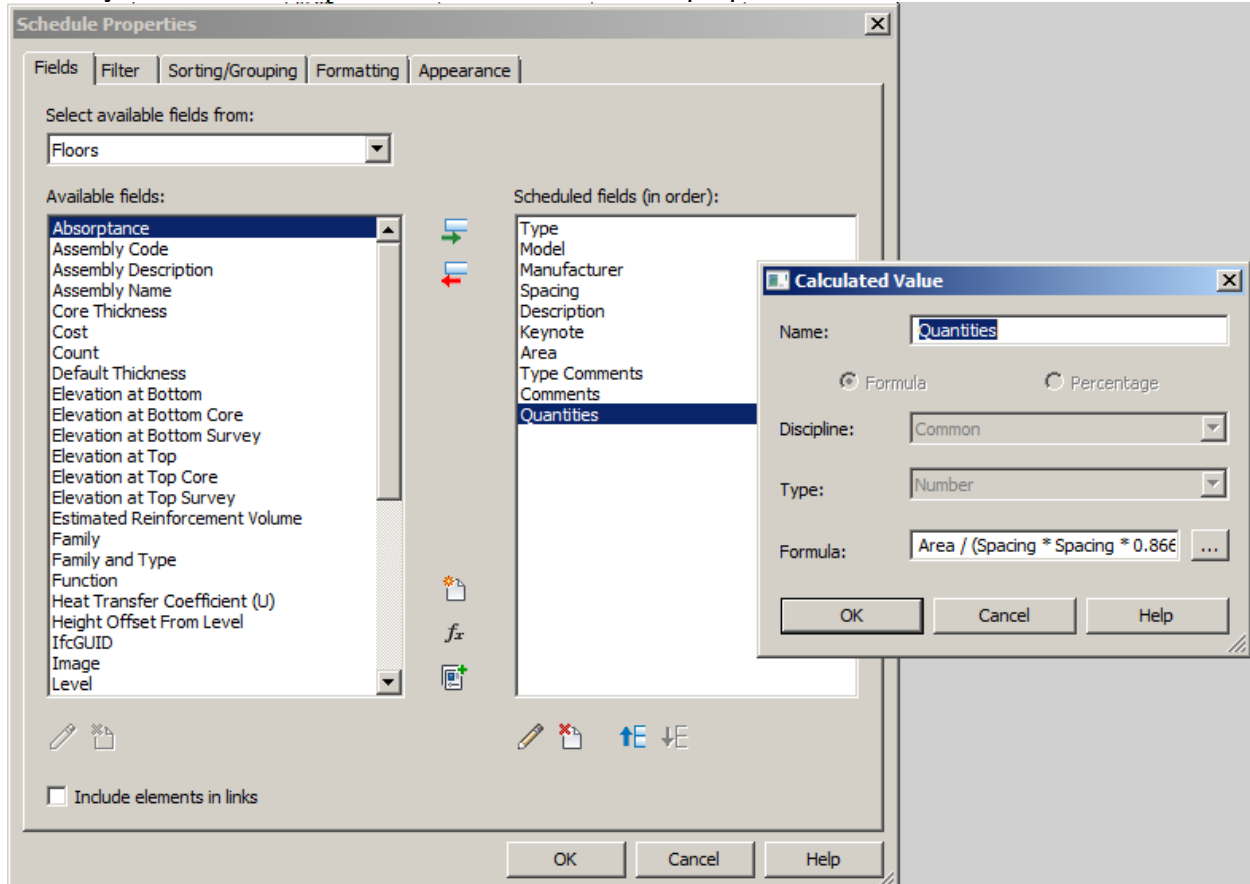 Schedule Properties
Fields
Filter
Sorting/Grouping
Formatting
Appearance
Select available fields from:
Floors
Available fields:
Absorptance
Assembly Code
Assembly Description
Assembly Name
Core Thickness
Cost
Count
Default Thickness
Elevation at Bottom
Elevation at Bottom Core
Elevation at Bottom Survey
Elevation at Top
Elevation at Top Core
Elevation at Top Survey
Estimated Reinforcement Volume
Family
Family and Type
Function
Heat Transfer Coefficient (U)
Height Offset From Level
IfcGUID
Image
Level
fx
Scheduled fields (in order):
Type
Model
Manufacturer
Spacing
Description
Keynote
Area
Type Comments
Comments
Quantities
Include elements in links
OK
Cancel
Help
Calculated Value
Name:
Quantities
Formula
Percentage
Discipline:
Common
Type:
Number
Formula:
Area / (Spacing * Spacing * 0.866
...
OK
Cancel
Help